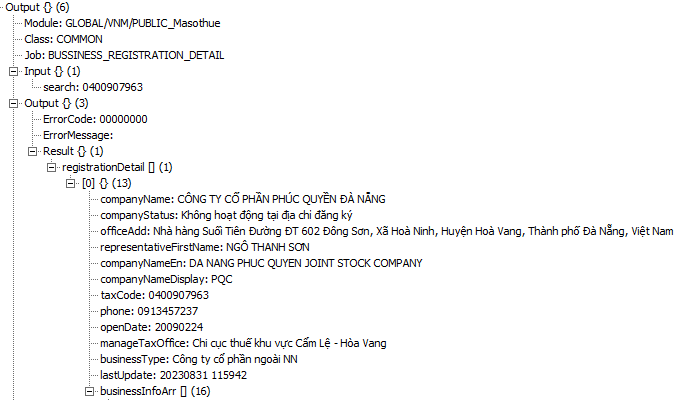 Output {} (6)
Module: GLOBAL/VNM/PUBLIC_Masothue
Class: COMMON
Job: BUSSINESS_REGISTRATION_DETAIL
Input {} (1)
search: 0400907963
Output {} (3)
ErrorCode: 00000000
ErrorMessage:
Result {} (1)
registrationDetail [] (1)
[0] {} (13)
companyName: CÔNG TY CỔ PHẦN PHÚC QUYỀN ĐÀ NẴNG
companyStatus: Không hoạt động tại địa chỉ đăng ký
officeAdd: Nhà hàng Suối Tiên Đường ĐT 602 Đông Sơn, Xã Hoà Ninh, Huyện Hoà Vang, Thành phố Đà Nẵng, Việt Nam
representativeFirstName: NGÔ THANH SƠN
companyNameEn: DA NANG PHUC QUYEN JOINT STOCK COMPANY
companyNameDisplay: PQC
taxCode: 0400907963
phone: 0913457237
openDate: 20090224
manageTaxOffice: Chi cục thuế khu vực Cẩm Lệ - Hòa Vang
businessType: Công ty cổ phần ngoài NN
lastUpdate: 20230831 115942
businessInfoArr [] (16)